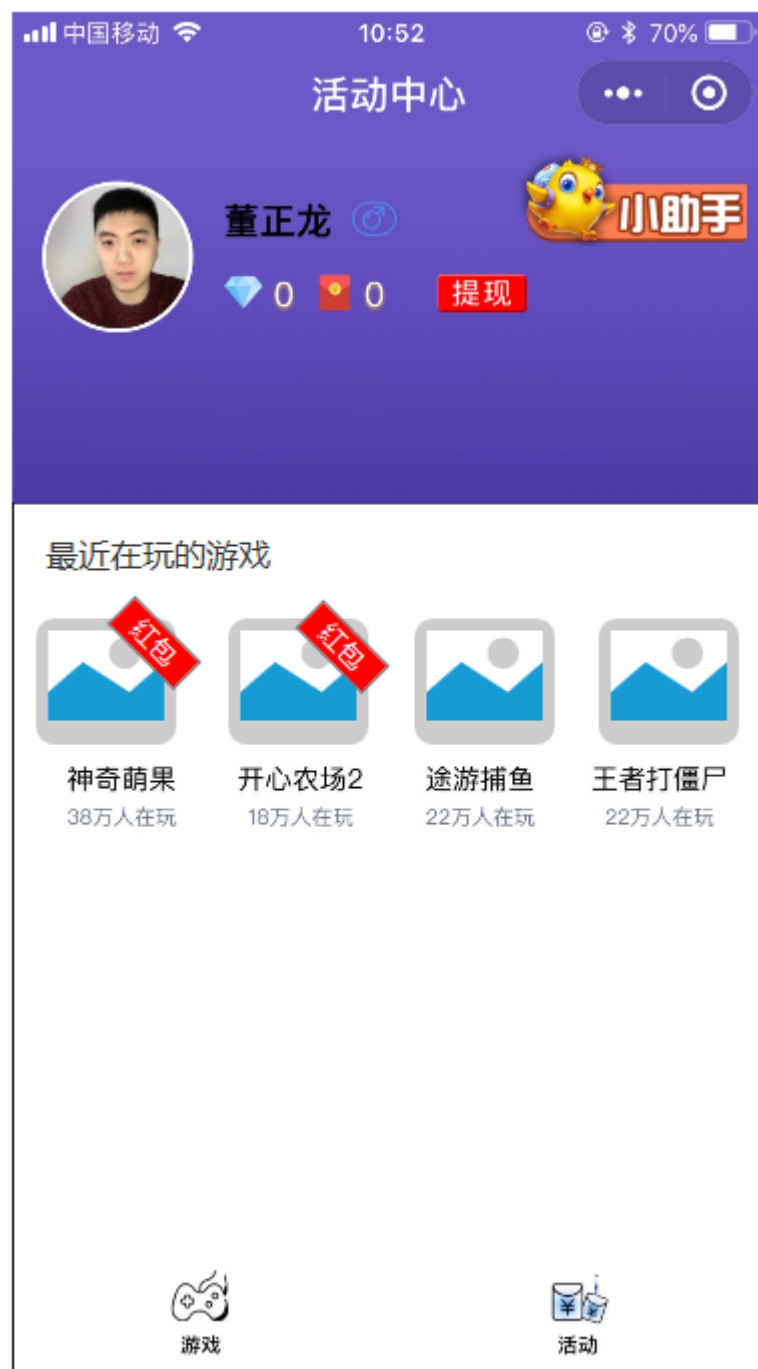 中国移动 10:52 70%
活动中心
董正龙
小助手
0 0 提现
最近在玩的游戏
红包 红包
神奇萌果 开心农场2 途游捕鱼 王者打僵尸
38万人在玩 18万人在玩 22万人在玩 22万人在玩
游戏 活动